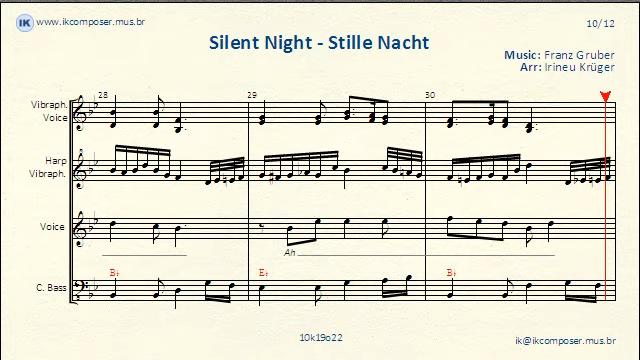 IK www.ikcomposer.mus.br
10/12
Silent Night - Stille Nacht
Music: Franz Gruber
Arr: Irineu Krüger
28 29 30
Vibraph.
Voice
Harp
Vibraph.
Voice
Ah
B♭ E♭ B♭
C. Bass
10k19o22
ik@ikcomposer.mus.br